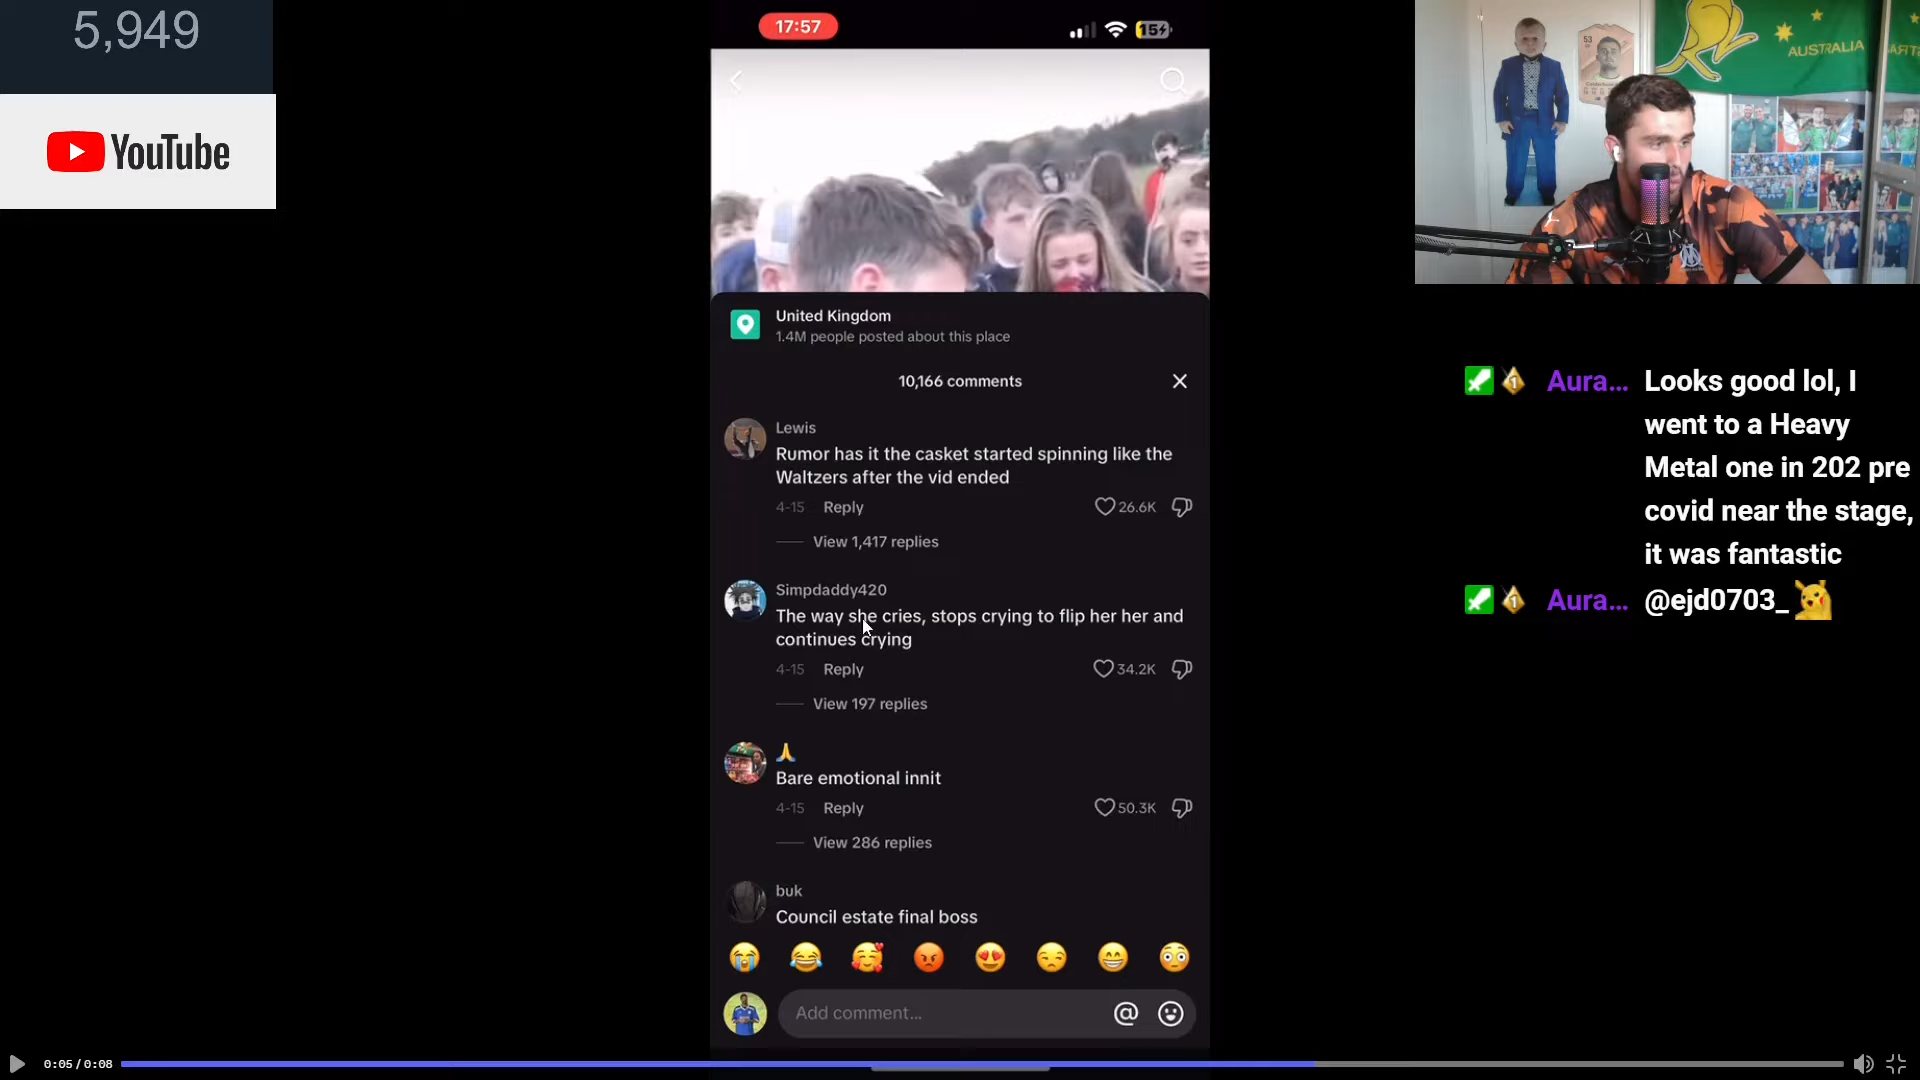 5,949
YouTube
17:57
15
AUSTRALIA
53
United Kingdom
1.4M people posted about this place
10,166 comments
Lewis
Rumor has it the casket started spinning like the
Waltzers after the vid ended
4-15 Reply 26.6K
View 1,417 replies
Simpdaddy420
The way she cries, stops crying to flip her her and
continues crying
4-15 Reply 34.2K
View 197 replies
🙏
Bare emotional innit
4-15 Reply 50.3K
View 286 replies
buk
Council estate final boss
Add comment...
@
Aura... Looks good lol, I
went to a Heavy
Metal one in 202 pre
covid near the stage,
it was fantastic
Aura... @ejd0703_
0:05 / 0:08